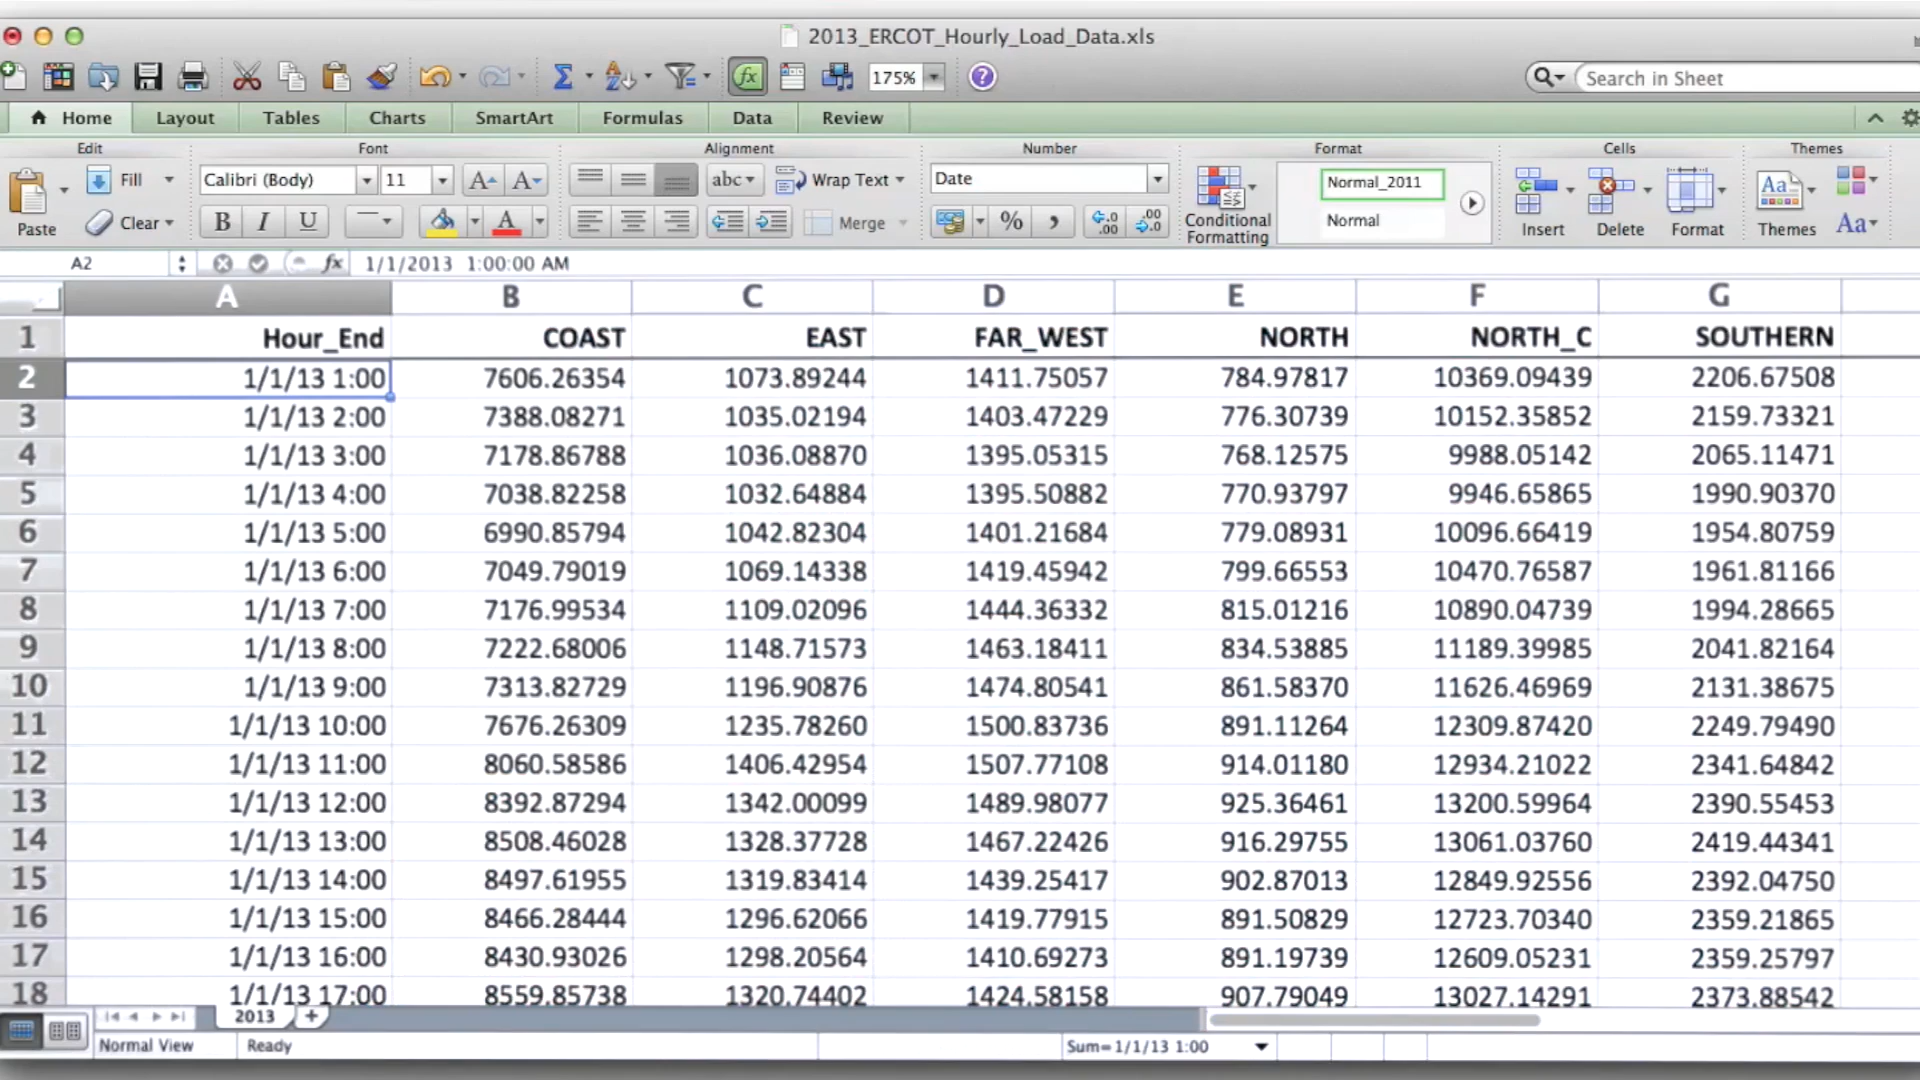 2013_ERCOT_Hourly_Load_Data.xls
175% Search in Sheet
Home Layout Tables Charts SmartArt Formulas Data Review
Edit Font Alignment Number Format Cells Themes
Fill Calibri (Body) 11 A A abc Wrap Text Date Normal_2011
Paste Clear B I U A Merge % , .0 .00 .00 .0 Conditional Formatting Normal Insert Delete Format Themes Aa
A2 fx 1/1/2013 1:00:00 AM
A B C D E F G
1 Hour_End COAST EAST FAR_WEST NORTH NORTH_C SOUTHERN
2 1/1/13 1:00 7606.26354 1073.89244 1411.75057 784.97817 10369.09439 2206.67508
3 1/1/13 2:00 7388.08271 1035.02194 1403.47229 776.30739 10152.35852 2159.73321
4 1/1/13 3:00 7178.86788 1036.08870 1395.05315 768.12575 9988.05142 2065.11471
5 1/1/13 4:00 7038.82258 1032.64884 1395.50882 770.93797 9946.65865 1990.90370
6 1/1/13 5:00 6990.85794 1042.82304 1401.21684 779.08931 10096.66419 1954.80759
7 1/1/13 6:00 7049.79019 1069.14338 1419.45942 799.66553 10470.76587 1961.81166
8 1/1/13 7:00 7176.99534 1109.02096 1444.36332 815.01216 10890.04739 1994.28665
9 1/1/13 8:00 7222.68006 1148.71573 1463.18411 834.53885 11189.39985 2041.82164
10 1/1/13 9:00 7313.82729 1196.90876 1474.80541 861.58370 11626.46969 2131.38675
11 1/1/13 10:00 7676.26309 1235.78260 1500.83736 891.11264 12309.87420 2249.79490
12 1/1/13 11:00 8060.58586 1406.42954 1507.77108 914.01180 12934.21022 2341.64842
13 1/1/13 12:00 8392.87294 1342.00099 1489.98077 925.36461 13200.59964 2390.55453
14 1/1/13 13:00 8508.46028 1328.37728 1467.22426 916.29755 13061.03760 2419.44341
15 1/1/13 14:00 8497.61955 1319.83414 1439.25417 902.87013 12849.92556 2392.04750
16 1/1/13 15:00 8466.28444 1296.62066 1419.77915 891.50829 12723.70340 2359.21865
17 1/1/13 16:00 8430.93026 1298.20564 1410.69273 891.19739 12609.05231 2359.25797
18 1/1/13 17:00 8559.85738 1320.74402 1424.58158 907.79049 13027.14291 2373.88542
2013
Normal View Ready Sum=1/1/13 1:00